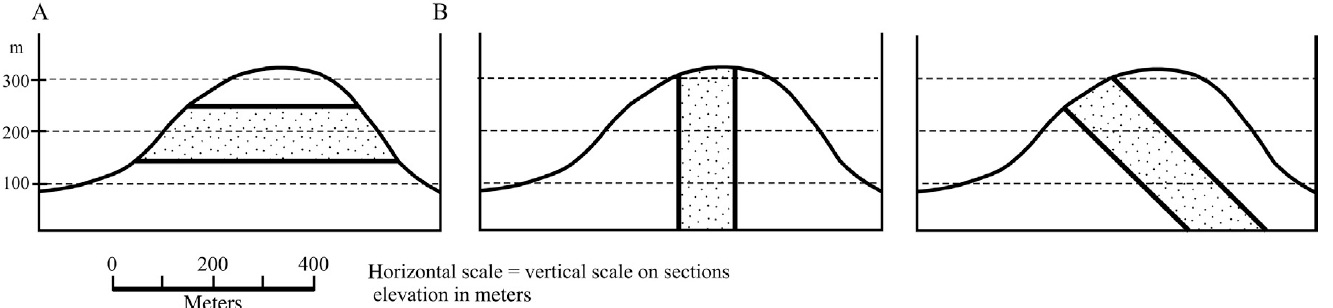 A
B
m
300
200
100
0 200 400
Meters
Horizontal scale = vertical scale on sections
elevation in meters